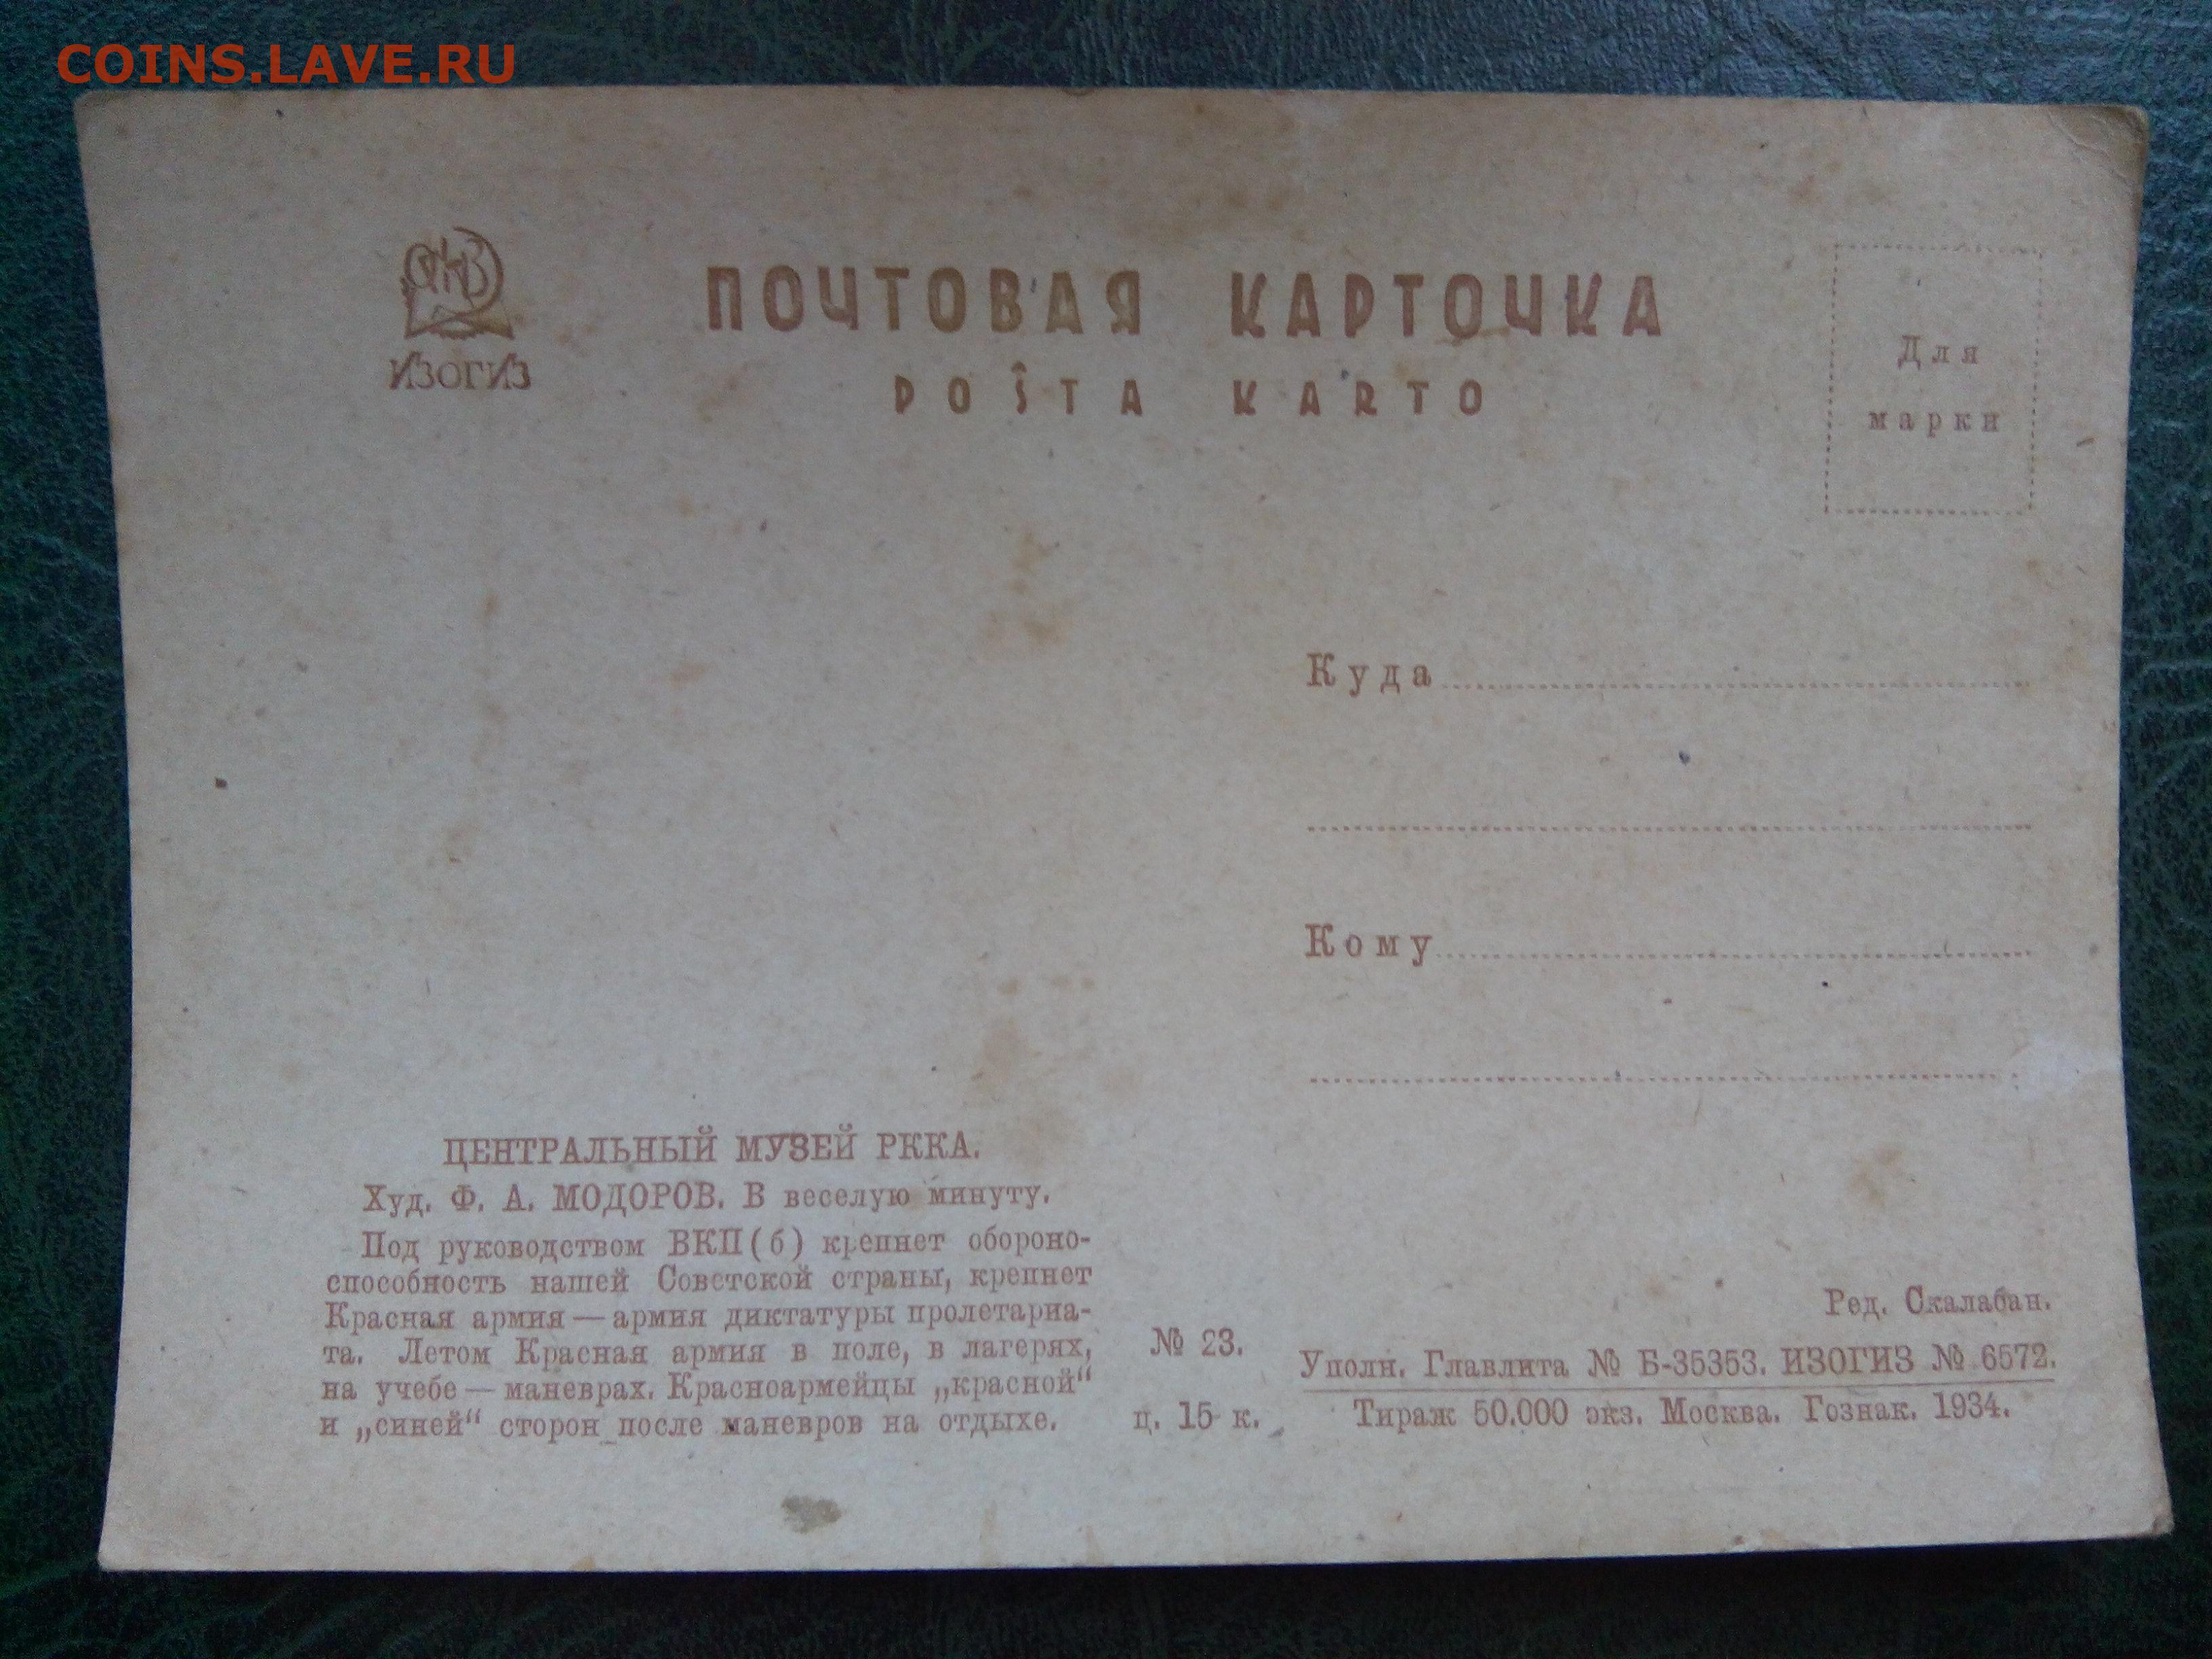 COINS.LAVE.RU
ОГИЗ
ИЗОГИЗ
ПОЧТОВАЯ КАРТОЧКА
POŜTA KARTO
Для
марки
Куда
Кому
ЦЕНТРАЛЬНЫЙ МУЗЕЙ РККА.
Худ. Ф. А. МОДОРОВ. В веселую минуту.
Под руководством ВКП(б) крепнет обороно-
способность нашей Советской страны, крепнет
Красная армия — армия диктатуры пролетариа-
та. Летом Красная армия в поле, в лагерях,
на учебе — маневрах. Красноармейцы „красной“
и „синей“ сторон после маневров на отдыхе.
№ 23.
ц. 15 к.
Ред. Скалабан.
Уполн. Главлита № Б-35353. ИЗОГИЗ № 6572.
Тираж 50.000 экз. Москва. Гознак. 1934.